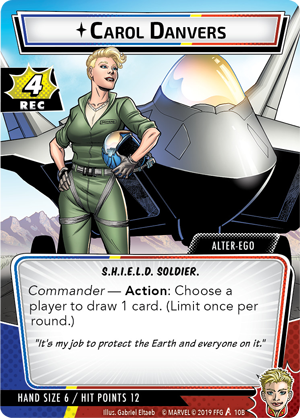 CAROL DANVERS
4
REC
ALTER-EGO
S.H.I.E.L.D. SOLDIER.
Commander — Action: Choose a
player to draw 1 card. (Limit once per
round.)
"It's my job to protect the Earth and everyone on it."
HAND SIZE 6 / HIT POINTS 12
Illus. Gabriel Eltaeb © MARVEL © 2019 FFG 10B